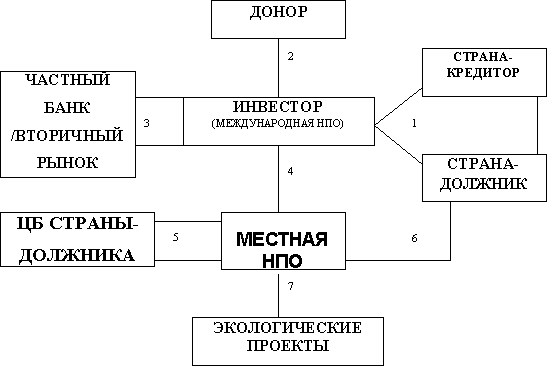 ДОНОР
2
СТРАНА-
КРЕДИТОР
ЧАСТНЫЙ
БАНК
/ВТОРИЧНЫЙ
РЫНОК
3
ИНВЕСТОР
(МЕЖДУНАРОДНАЯ НПО)
1
СТРАНА-
ДОЛЖНИК
4
ЦБ СТРАНЫ-
ДОЛЖНИКА
5
МЕСТНАЯ
НПО
6
7
ЭКОЛОГИЧЕСКИЕ
ПРОЕКТЫ